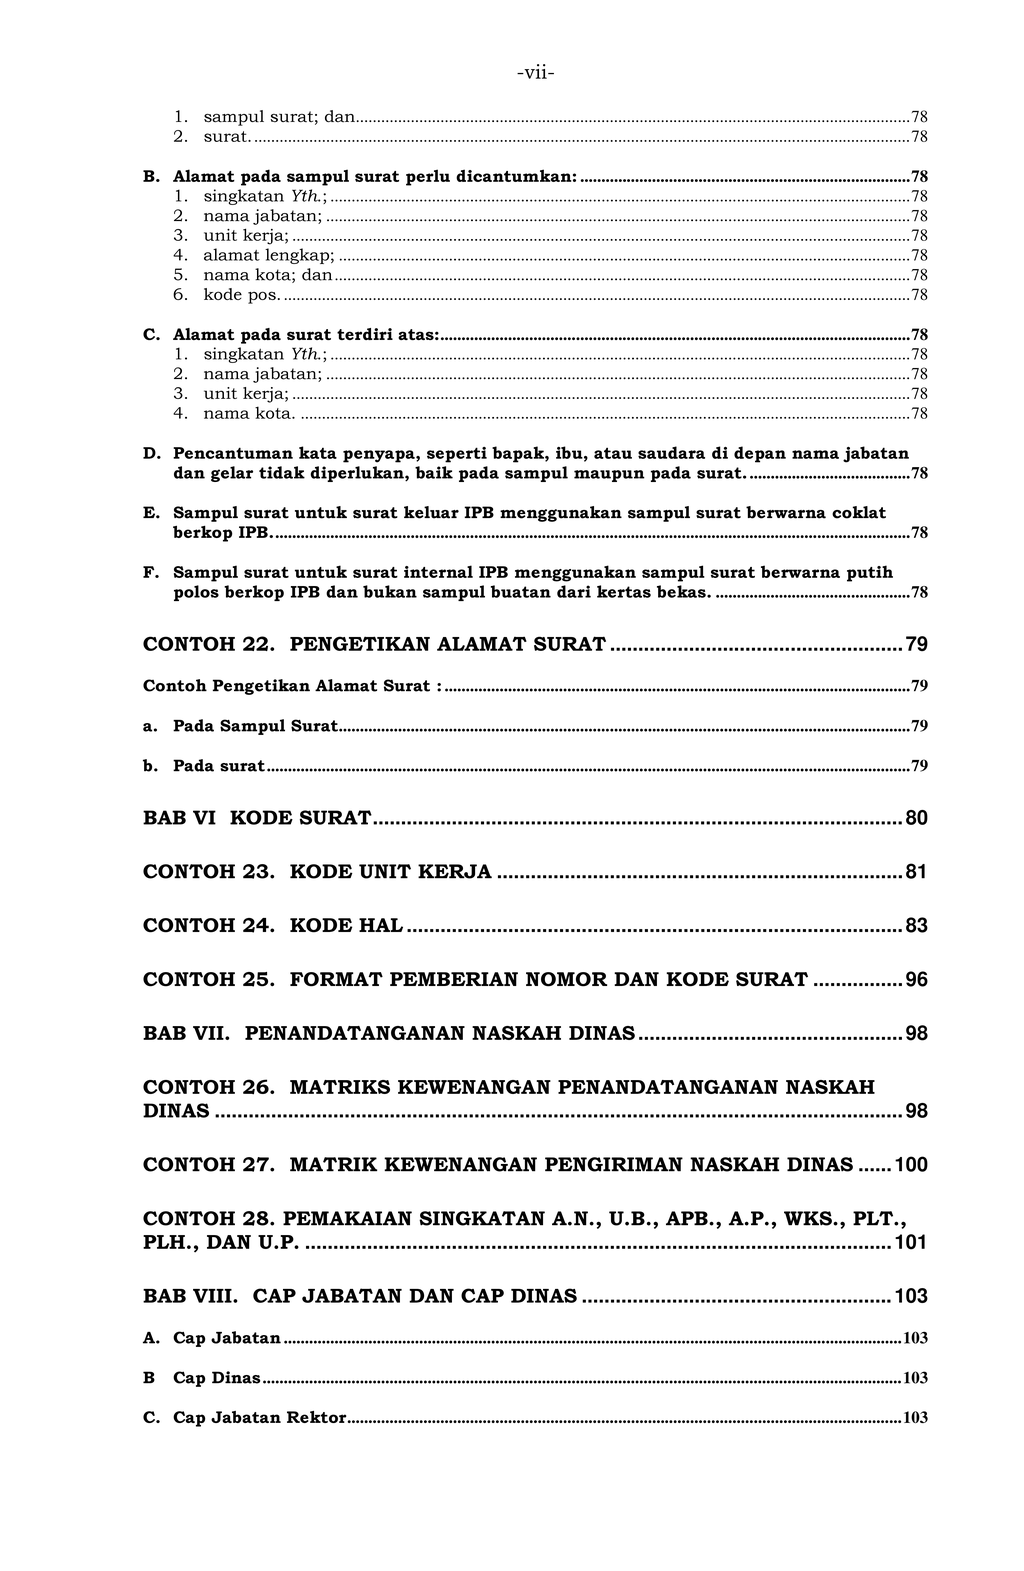 -vii-
1. sampul surat; dan....................78
2. surat.....................78
B. Alamat pada sampul surat perlu dicantumkan: ....................78
1. singkatan Yth.; ....................78
2. nama jabatan; ....................78
3. unit kerja; ....................78
4. alamat lengkap; ....................78
5. nama kota; dan ....................78
6. kode pos. ....................78
C. Alamat pada surat terdiri atas:....................78
1. singkatan Yth.; ....................78
2. nama jabatan; ....................78
3. unit kerja; ....................78
4. nama kota. ....................78
D. Pencantuman kata penyapa, seperti bapak, ibu, atau saudara di depan nama jabatan
dan gelar tidak diperlukan, baik pada sampul maupun pada surat. ....................78
E. Sampul surat untuk surat keluar IPB menggunakan sampul surat berwarna coklat
berkop IPB.....................78
F. Sampul surat untuk surat internal IPB menggunakan sampul surat berwarna putih
polos berkop IPB dan bukan sampul buatan dari kertas bekas. ....................78
CONTOH 22. PENGETIKAN ALAMAT SURAT ....................79
Contoh Pengetikan Alamat Surat : ....................79
a. Pada Sampul Surat....................79
b. Pada surat ....................79
BAB VI KODE SURAT....................80
CONTOH 23. KODE UNIT KERJA ....................81
CONTOH 24. KODE HAL ....................83
CONTOH 25. FORMAT PEMBERIAN NOMOR DAN KODE SURAT ................96
BAB VII. PENANDATANGANAN NASKAH DINAS ....................98
CONTOH 26. MATRIKS KEWENANGAN PENANDATANGANAN NASKAH
DINAS ....................98
CONTOH 27. MATRIK KEWENANGAN PENGIRIMAN NASKAH DINAS ......100
CONTOH 28. PEMAKAIAN SINGKATAN A.N., U.B., APB., A.P., WKS., PLT.,
PLH., DAN U.P. ....................101
BAB VIII. CAP JABATAN DAN CAP DINAS ....................103
A. Cap Jabatan ....................103
B Cap Dinas....................103
C. Cap Jabatan Rektor....................103